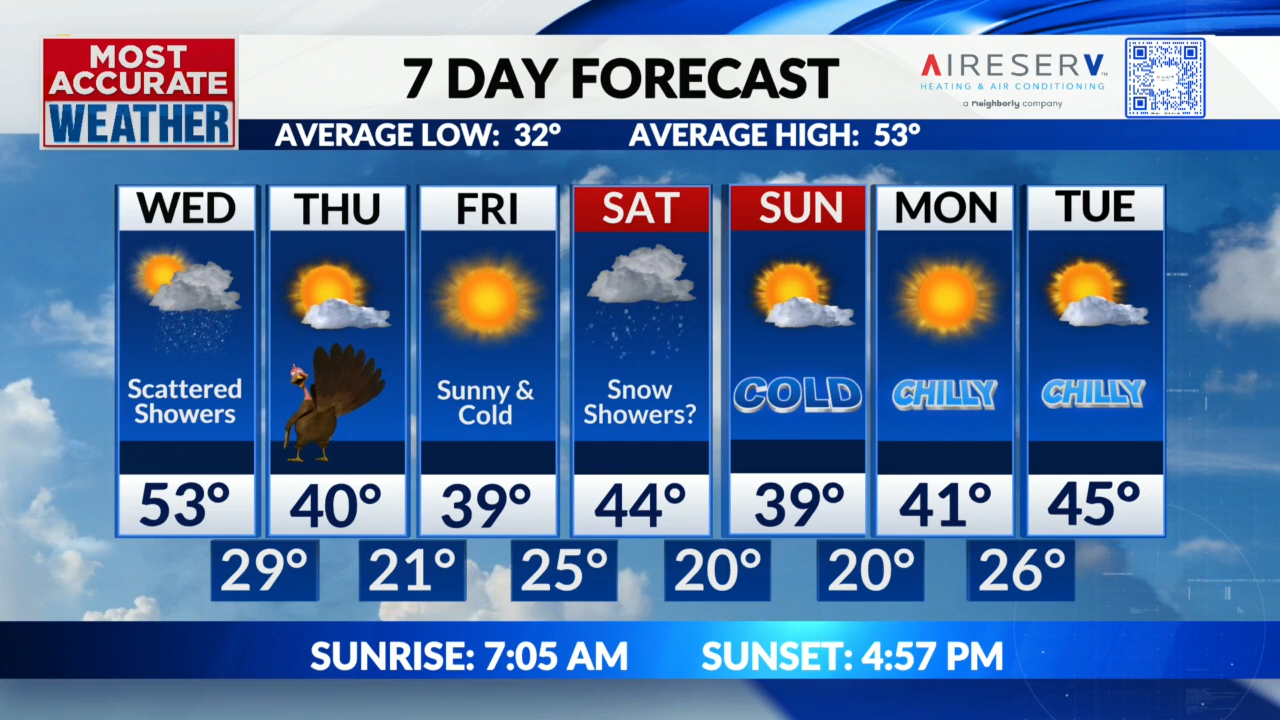 MOST
ACCURATE
WEATHER
7 DAY FORECAST
AIRESERV™
HEATING & AIR CONDITIONING
a neighborly company
AVERAGE LOW: 32° AVERAGE HIGH: 53°
WED THU FRI SAT SUN MON TUE
Scattered
Showers
Sunny &
Cold
Snow
Showers?
COLD
CHILLY
CHILLY
53° 40° 39° 44° 39° 41° 45°
29° 21° 25° 20° 20° 26°
SUNRISE: 7:05 AM SUNSET: 4:57 PM